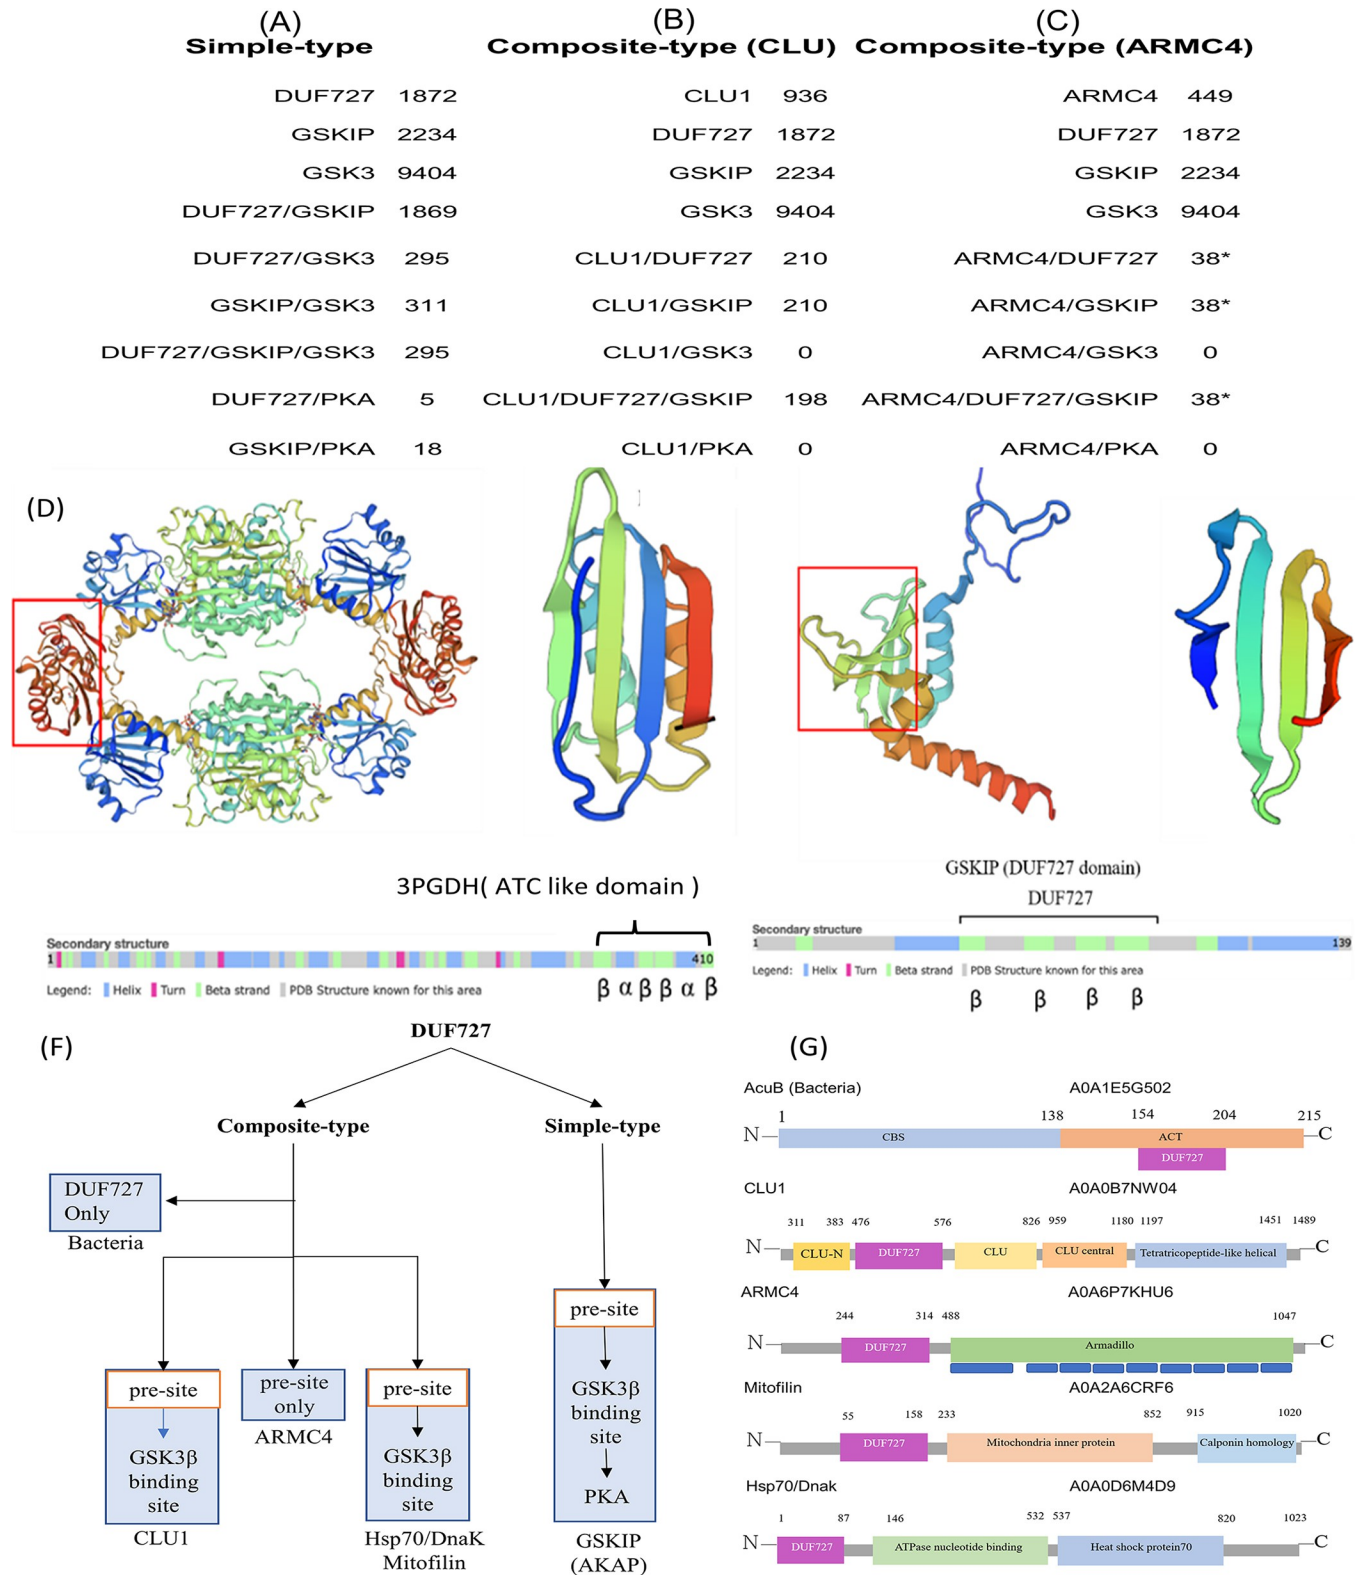 (A)
Simple-type
DUF727 1872
GSKIP 2234
GSK3 9404
DUF727/GSKIP 1869
DUF727/GSK3 295
GSKIP/GSK3 311
DUF727/GSKIP/GSK3 295
DUF727/PKA 5
GSKIP/PKA 18
(B)
Composite-type (CLU)
CLU1 936
DUF727 1872
GSKIP 2234
GSK3 9404
CLU1/DUF727 210
CLU1/GSKIP 210
CLU1/GSK3 0
CLU1/DUF727/GSKIP 198
CLU1/PKA 0
(C)
Composite-type (ARMC4)
ARMC4 449
DUF727 1872
GSKIP 2234
GSK3 9404
ARMC4/DUF727 38*
ARMC4/GSKIP 38*
ARMC4/GSK3 0
ARMC4/DUF727/GSKIP 38*
ARMC4/PKA 0
(D)
3PGDH( ATC like domain )
Secondary structure
1 410
Legend: Helix Turn Beta strand PDB Structure known for this area
β α β β α β
GSKIP (DUF727 domain)
DUF727
Secondary structure
1 139
Legend: Helix Turn Beta strand PDB Structure known for this area
β β β β
(F)
DUF727
Composite-type
Simple-type
DUF727
Only
Bacteria
pre-site
GSK3β
binding
site
CLU1
pre-site
only
ARMC4
pre-site
GSK3β
binding
site
Hsp70/DnaK
Mitofilin
pre-site
GSK3β
binding
site
PKA
GSKIP
(AKAP)
(G)
AcuB (Bacteria) A0A1E5G502
1 138 154 204 215
N CBS ACT C
DUF727
CLU1 A0A0B7NW04
311 383 476 576 826 959 1180 1197 1451 1489
N CLU-N DUF727 CLU CLU central Tetratricopeptide-like helical C
ARMC4 A0A6P7KHU6
244 314 488 1047
N DUF727 Armadillo C
Mitofilin A0A2A6CRF6
55 158 233 852 915 1020
N DUF727 Mitochondria inner protein Calponin homology C
Hsp70/Dnak A0A0D6M4D9
1 87 146 532 537 820 1023
N DUF727 ATPase nucleotide binding Heat shock protein70 C